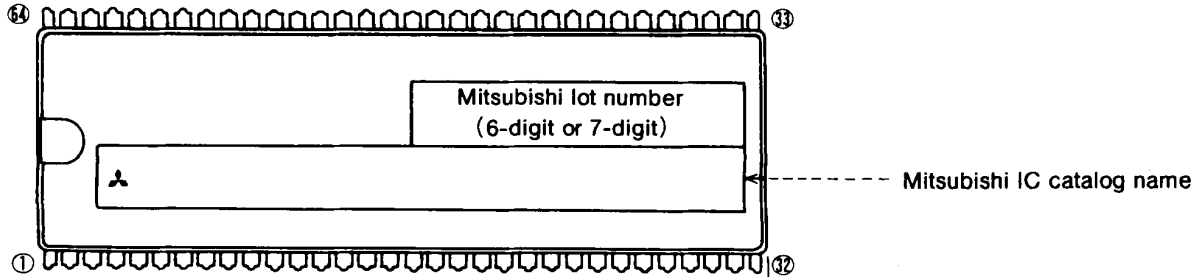 64 33
Mitsubishi lot number
(6-digit or 7-digit)
Mitsubishi IC catalog name
1 32